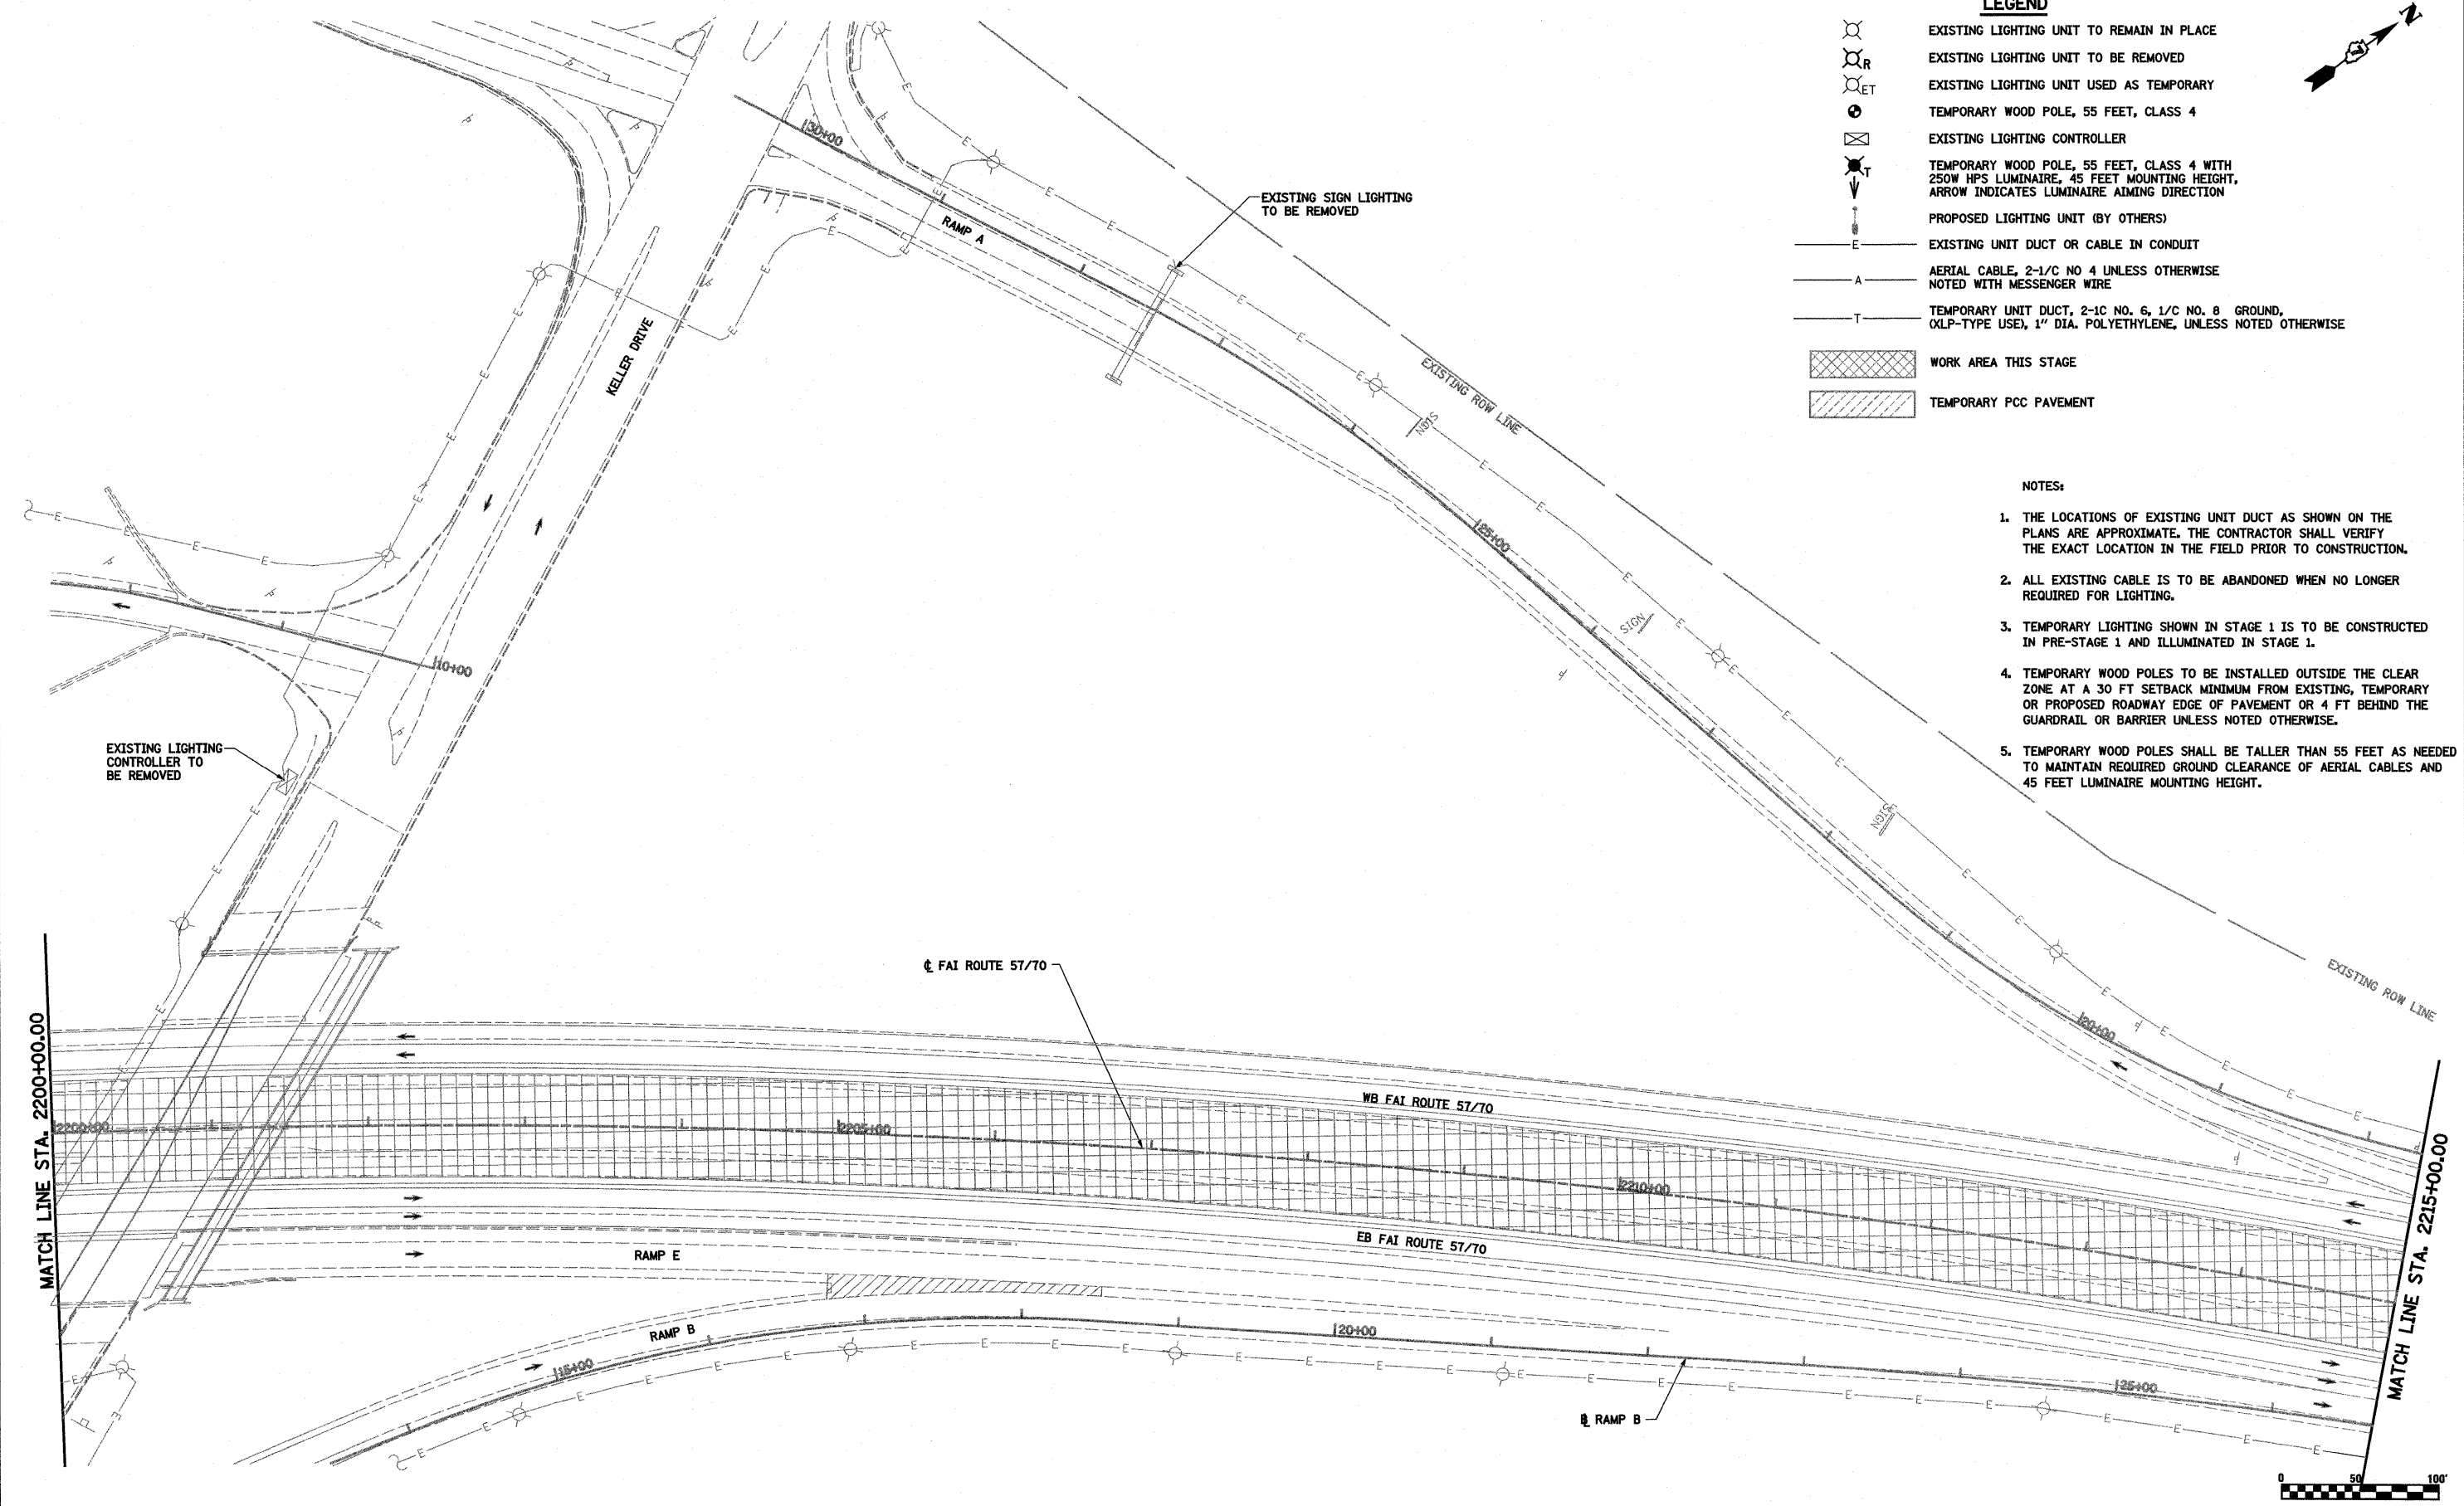 LEGEND
N
EXISTING LIGHTING UNIT TO REMAIN IN PLACE
R
EXISTING LIGHTING UNIT TO BE REMOVED
ET
EXISTING LIGHTING UNIT USED AS TEMPORARY
TEMPORARY WOOD POLE, 55 FEET, CLASS 4
EXISTING LIGHTING CONTROLLER
T
TEMPORARY WOOD POLE, 55 FEET, CLASS 4 WITH
250W HPS LUMINAIRE, 45 FEET MOUNTING HEIGHT,
ARROW INDICATES LUMINAIRE AIMING DIRECTION
PROPOSED LIGHTING UNIT (BY OTHERS)
E
EXISTING UNIT DUCT OR CABLE IN CONDUIT
A
AERIAL CABLE, 2-1/C NO 4 UNLESS OTHERWISE
NOTED WITH MESSENGER WIRE
T
TEMPORARY UNIT DUCT, 2-1C NO. 6, 1/C NO. 8 GROUND,
(XLP-TYPE USE), 1" DIA. POLYETHYLENE, UNLESS NOTED OTHERWISE
WORK AREA THIS STAGE
TEMPORARY PCC PAVEMENT
NOTES:
1. THE LOCATIONS OF EXISTING UNIT DUCT AS SHOWN ON THE
PLANS ARE APPROXIMATE. THE CONTRACTOR SHALL VERIFY
THE EXACT LOCATION IN THE FIELD PRIOR TO CONSTRUCTION.
2. ALL EXISTING CABLE IS TO BE ABANDONED WHEN NO LONGER
REQUIRED FOR LIGHTING.
3. TEMPORARY LIGHTING SHOWN IN STAGE 1 IS TO BE CONSTRUCTED
IN PRE-STAGE 1 AND ILLUMINATED IN STAGE 1.
4. TEMPORARY WOOD POLES TO BE INSTALLED OUTSIDE THE CLEAR
ZONE AT A 30 FT SETBACK MINIMUM FROM EXISTING, TEMPORARY
OR PROPOSED ROADWAY EDGE OF PAVEMENT OR 4 FT BEHIND THE
GUARDRAIL OR BARRIER UNLESS NOTED OTHERWISE.
5. TEMPORARY WOOD POLES SHALL BE TALLER THAN 55 FEET AS NEEDED
TO MAINTAIN REQUIRED GROUND CLEARANCE OF AERIAL CABLES AND
45 FEET LUMINAIRE MOUNTING HEIGHT.
30+00
RAMP A
EXISTING SIGN LIGHTING
TO BE REMOVED
KELLER DRIVE
EXISTING ROW LINE
SIGN
25+00
SIGN
SIGN
10+00
EXISTING LIGHTING
CONTROLLER TO
BE REMOVED
EXISTING ROW LINE
20+00
℄ FAI ROUTE 57/70
MATCH LINE STA. 2200+00.00
2200+00
2205+00
WB FAI ROUTE 57/70
2210+00
EB FAI ROUTE 57/70
MATCH LINE STA. 2215+00.00
RAMP E
RAMP B
15+00
20+00
25+00
RAMP B
0 50 100'